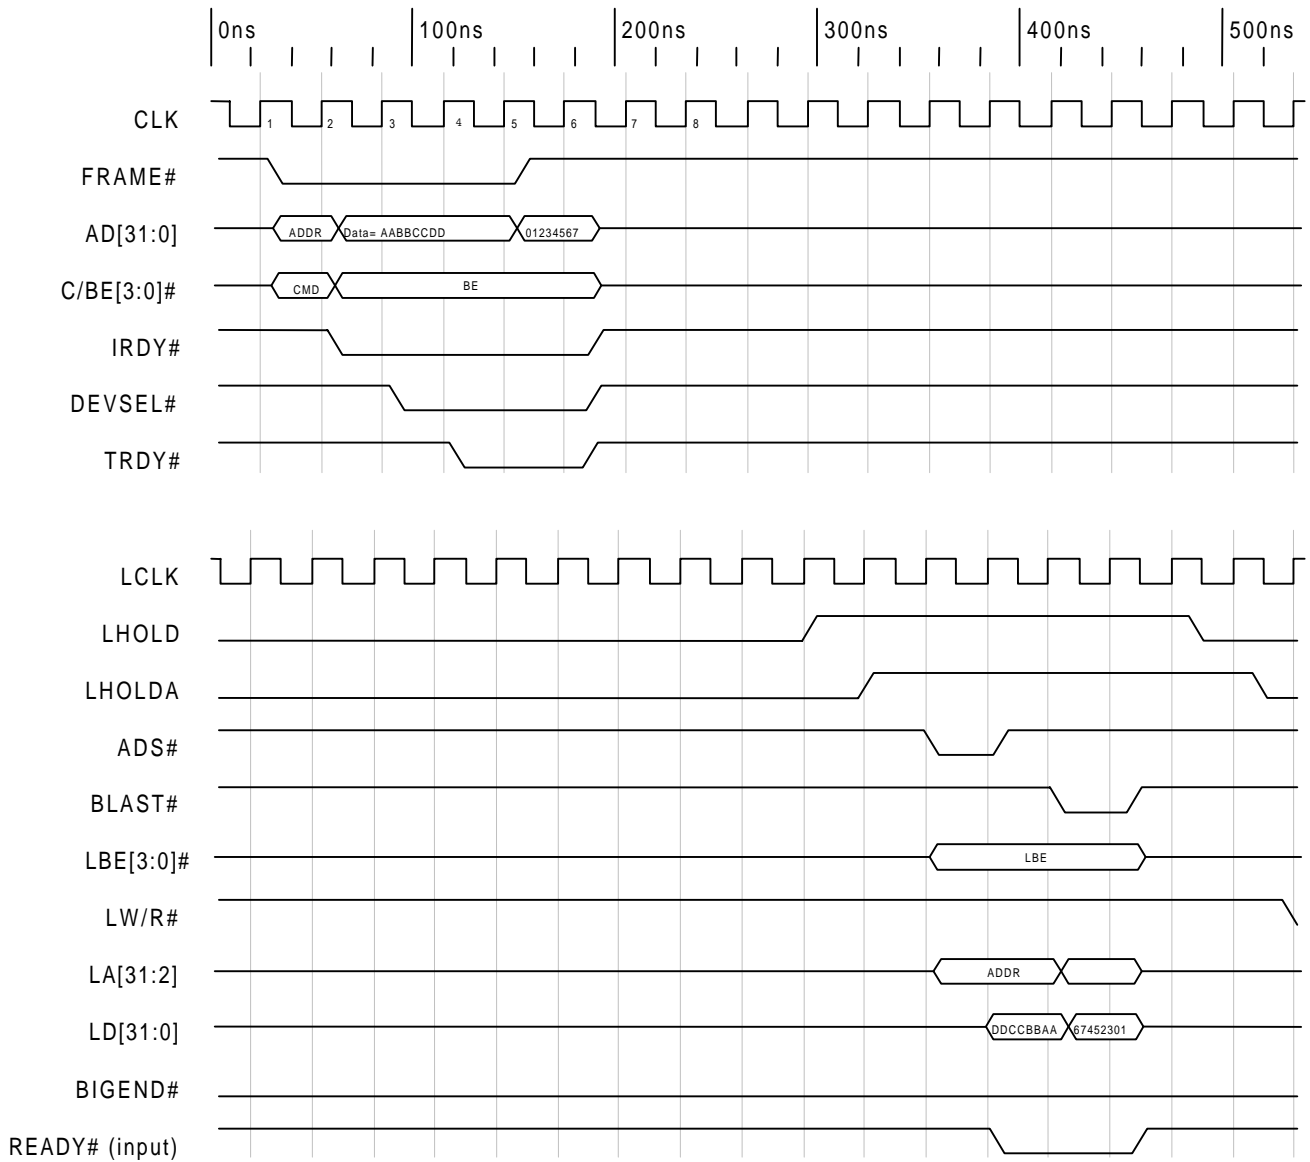 0ns 100ns 200ns 300ns 400ns 500ns
CLK 1 2 3 4 5 6 7 8
FRAME#
AD[31:0] ADDR Data= AABBCCDD 01234567
C/BE[3:0]# CMD BE
IRDY#
DEVSEL#
TRDY#
LCLK
LHOLD
LHOLDA
ADS#
BLAST#
LBE[3:0]# LBE
LW/R#
LA[31:2] ADDR
LD[31:0] DDCCBBAA 67452301
BIGEND#
READY# (input)